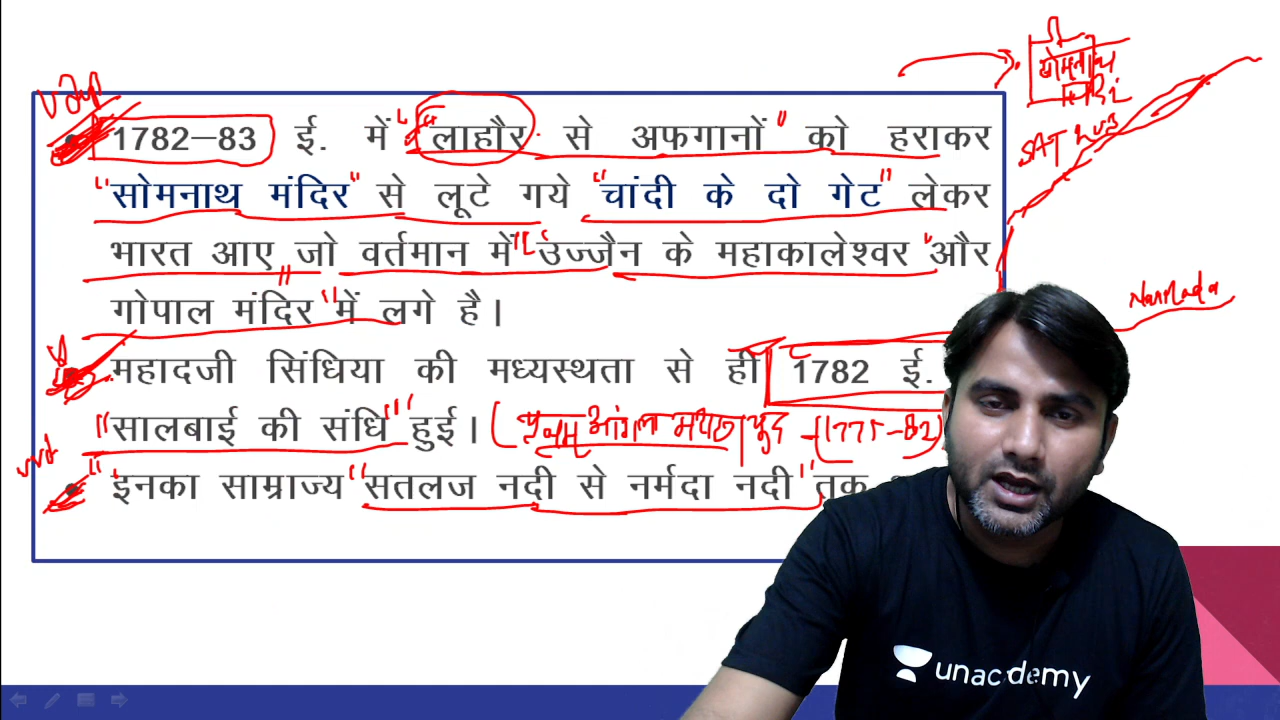 1782–83 ई. में लाहौर से अफगानों को हराकर
सोमनाथ मंदिर से लूटे गये चांदी के दो गेट लेकर
भारत आए जो वर्तमान में उज्जैन के महाकालेश्वर और
गोपाल मंदिर में लगे है।
महादजी सिंधिया की मध्यस्थता से ही 1782 ई.
सालबाई की संधि हुई। (प्रथम आंग्ल मराठा युद्ध - (1775-82)
इनका साम्राज्य सतलज नदी से नर्मदा नदी तक
सोमनाथ
Narmada
unacademy